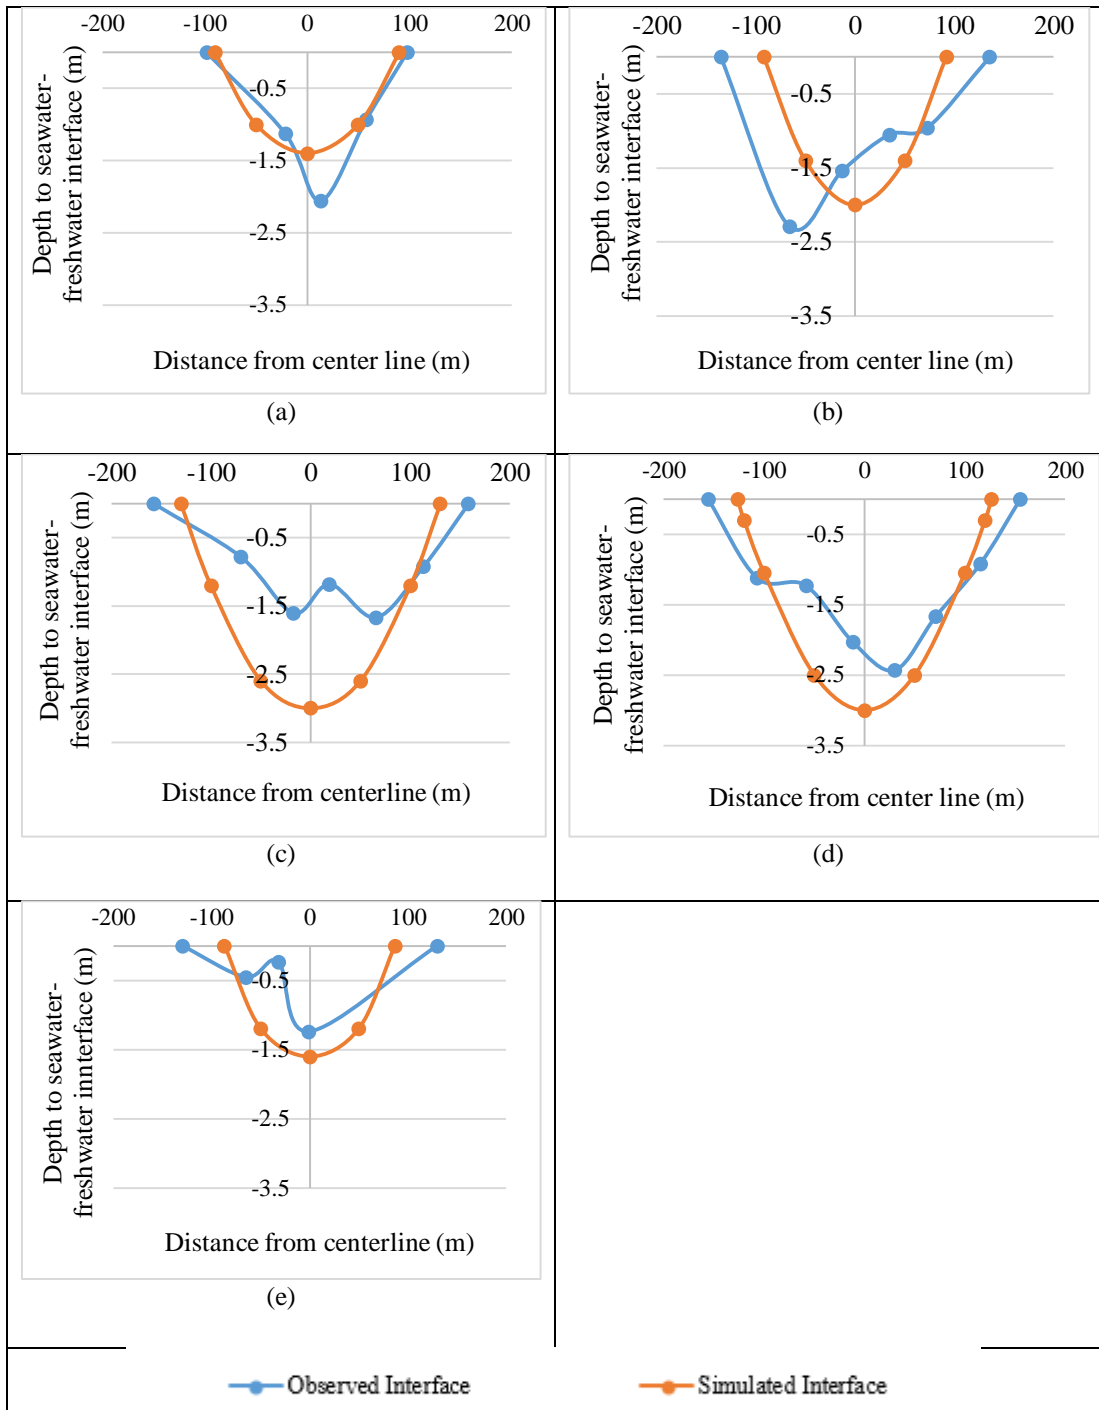 -200 -100 0 100 200
-0.5
-1.5
-2.5
-3.5
Depth to seawater-
freshwater interface (m)
Distance from center line (m)
(a)
-200 -100 0 100 200
-0.5
-1.5
-2.5
-3.5
Depth to seawater-
freshwater interface (m)
Distance from center line (m)
(b)
-200 -100 0 100 200
-0.5
-1.5
-2.5
-3.5
Depth to seawater-
freshwater interface (m)
Distance from centerline (m)
(c)
-200 -100 0 100 200
-0.5
-1.5
-2.5
-3.5
Depth to seawater-
freshwater interface (m)
Distance from center line (m)
(d)
-200 -100 0 100 200
-0.5
-1.5
-2.5
-3.5
Depth to seawater-
freshwater innterface (m)
Distance from centerline (m)
(e)
Observed Interface Simulated Interface